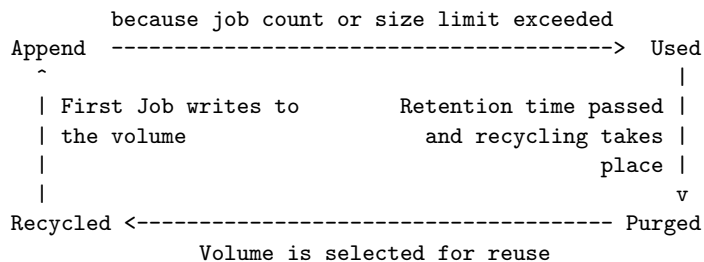 because job count or size limit exceeded
Append  ---------------------------------------->  Used
  ^                                                  |
  | First Job writes to        Retention time passed |
  | the volume                   and recycling takes |
  |                                            place |
  |                                                  v
Recycled <-------------------------------------- Purged
Volume is selected for reuse